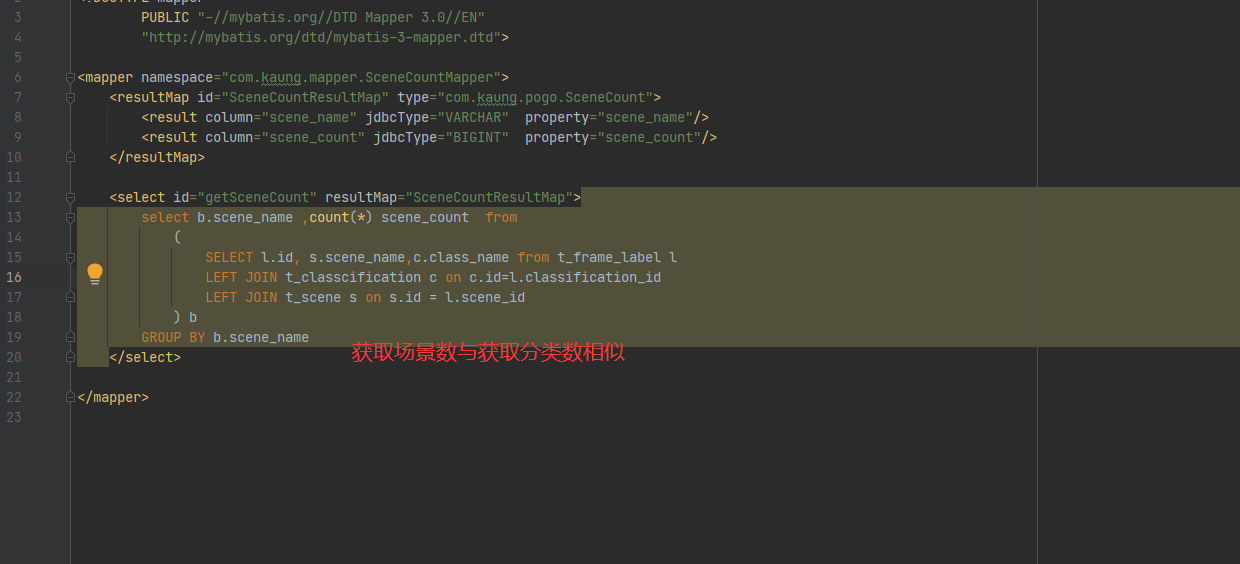 3 PUBLIC "-//mybatis.org//DTD Mapper 3.0//EN"
4 "http://mybatis.org/dtd/mybatis-3-mapper.dtd">
5
6 <mapper namespace="com.kaung.mapper.SceneCountMapper">
7 <resultMap id="SceneCountResultMap" type="com.kaung.pogo.SceneCount">
8 <result column="scene_name" jdbcType="VARCHAR"  property="scene_name"/>
9 <result column="scene_count" jdbcType="BIGINT"  property="scene_count"/>
10 </resultMap>
11
12 <select id="getSceneCount" resultMap="SceneCountResultMap">
13 select b.scene_name ,count(*) scene_count  from
14 (
15 SELECT l.id, s.scene_name,c.class_name from t_frame_label l
16 LEFT JOIN t_classcification c on c.id=l.classification_id
17 LEFT JOIN t_scene s on s.id = l.scene_id
18 ) b
19 GROUP BY b.scene_name
获取场景数与获取分类数相似
20 </select>
21
22 </mapper>
23